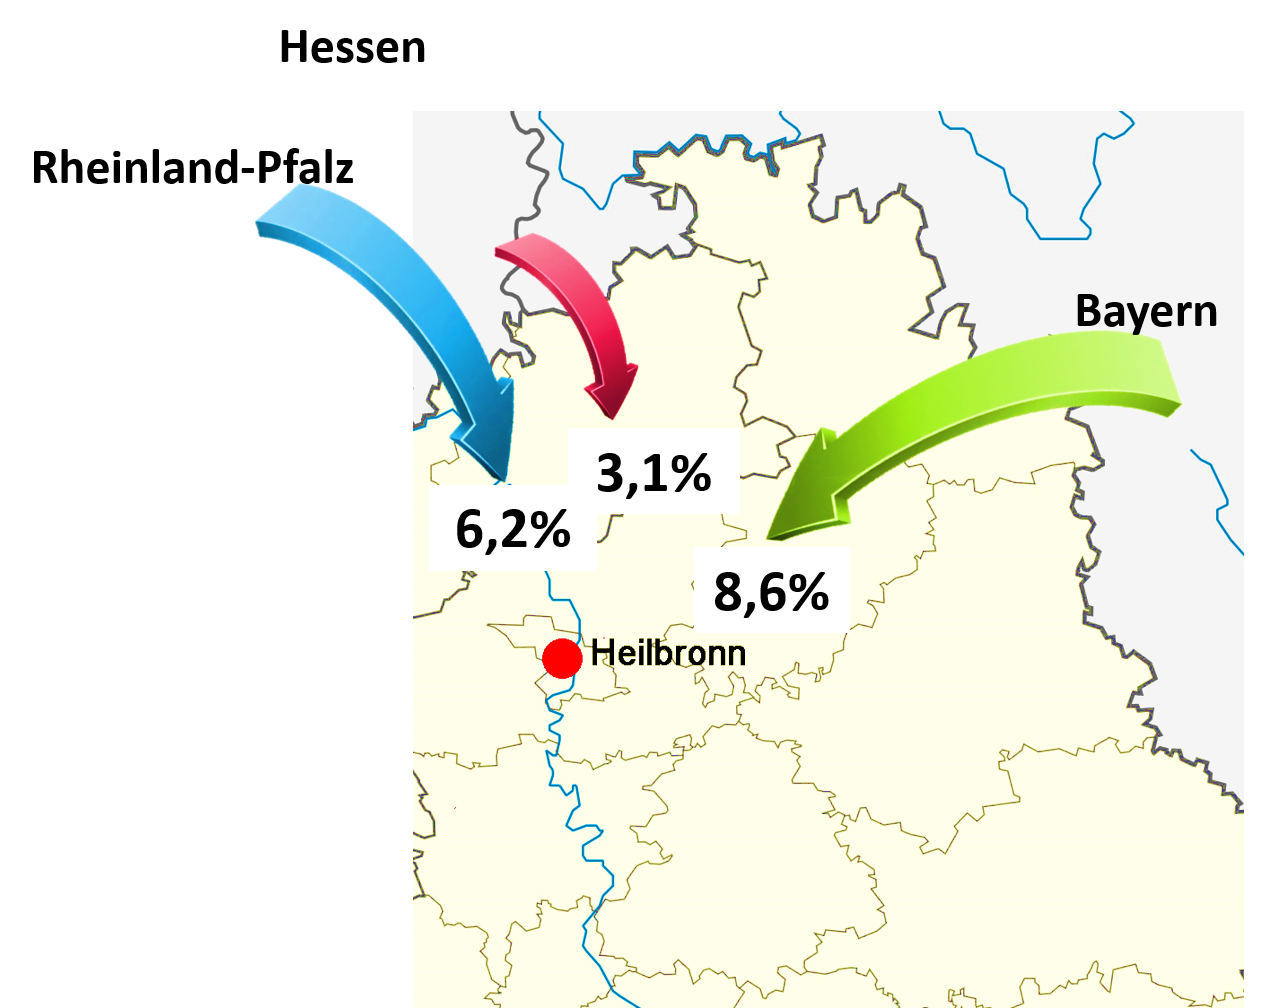 Hessen
Rheinland-Pfalz
Bayern
3,1%
6,2%
8,6%
Heilbronn